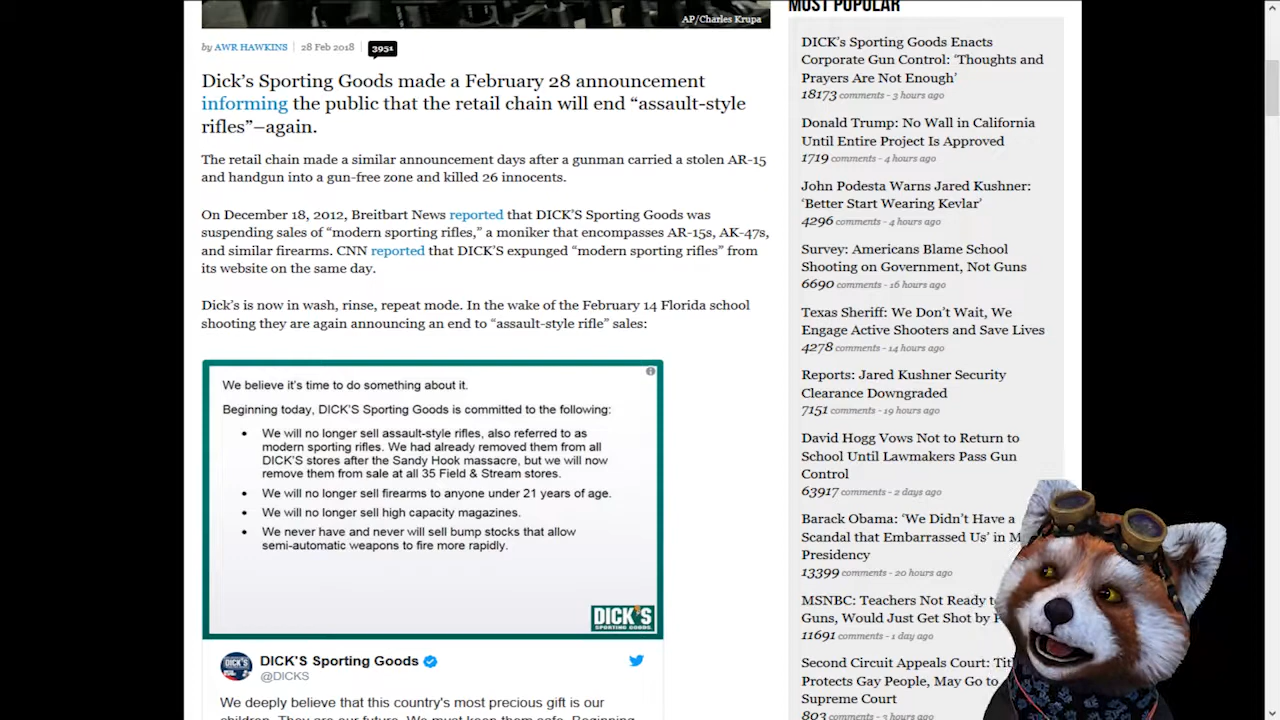 AP/Charles Krupa
by AWR HAWKINS | 28 Feb 2018 | 3951
Dick’s Sporting Goods made a February 28 announcement
informing the public that the retail chain will end “assault-style
rifles”–again.
The retail chain made a similar announcement days after a gunman carried a stolen AR-15
and handgun into a gun-free zone and killed 26 innocents.
On December 18, 2012, Breitbart News reported that DICK’S Sporting Goods was
suspending sales of “modern sporting rifles,” a moniker that encompasses AR-15s, AK-47s,
and similar firearms. CNN reported that DICK’S expunged “modern sporting rifles” from
its website on the same day.
Dick’s is now in wash, rinse, repeat mode. In the wake of the February 14 Florida school
shooting they are again announcing an end to “assault-style rifle” sales:
We believe it's time to do something about it.
Beginning today, DICK'S Sporting Goods is committed to the following:
• We will no longer sell assault-style rifles, also referred to as
modern sporting rifles. We had already removed them from all
DICK'S stores after the Sandy Hook massacre, but we will now
remove them from sale at all 35 Field & Stream stores.
• We will no longer sell firearms to anyone under 21 years of age.
• We will no longer sell high capacity magazines.
• We never have and never will sell bump stocks that allow
semi-automatic weapons to fire more rapidly.
DICK'S
SPORTING GOODS
DICK'S Sporting Goods
@DICKS
We deeply believe that this country's most precious gift is our
children. They are our future. We must keep them safe. Beginning
MOST POPULAR
DICK’s Sporting Goods Enacts
Corporate Gun Control: ‘Thoughts and
Prayers Are Not Enough’
18173 comments - 3 hours ago
Donald Trump: No Wall in California
Until Entire Project Is Approved
1719 comments - 4 hours ago
John Podesta Warns Jared Kushner:
‘Better Start Wearing Kevlar’
4296 comments - 4 hours ago
Survey: Americans Blame School
Shooting on Government, Not Guns
6690 comments - 16 hours ago
Texas Sheriff: We Don’t Wait, We
Engage Active Shooters and Save Lives
4278 comments - 14 hours ago
Reports: Jared Kushner Security
Clearance Downgraded
7151 comments - 19 hours ago
David Hogg Vows Not to Return to
School Until Lawmakers Pass Gun
Control
63917 comments - 2 days ago
Barack Obama: ‘We Didn’t Have a
Scandal that Embarrassed Us’ in M
Presidency
13399 comments - 20 hours ago
MSNBC: Teachers Not Ready
Guns, Would Just Get Shot by
11691 comments - 1 day ago
Second Circuit Appeals Court:
Protects Gay People, May Go to
Supreme Court
803 comments - 3 hours ago